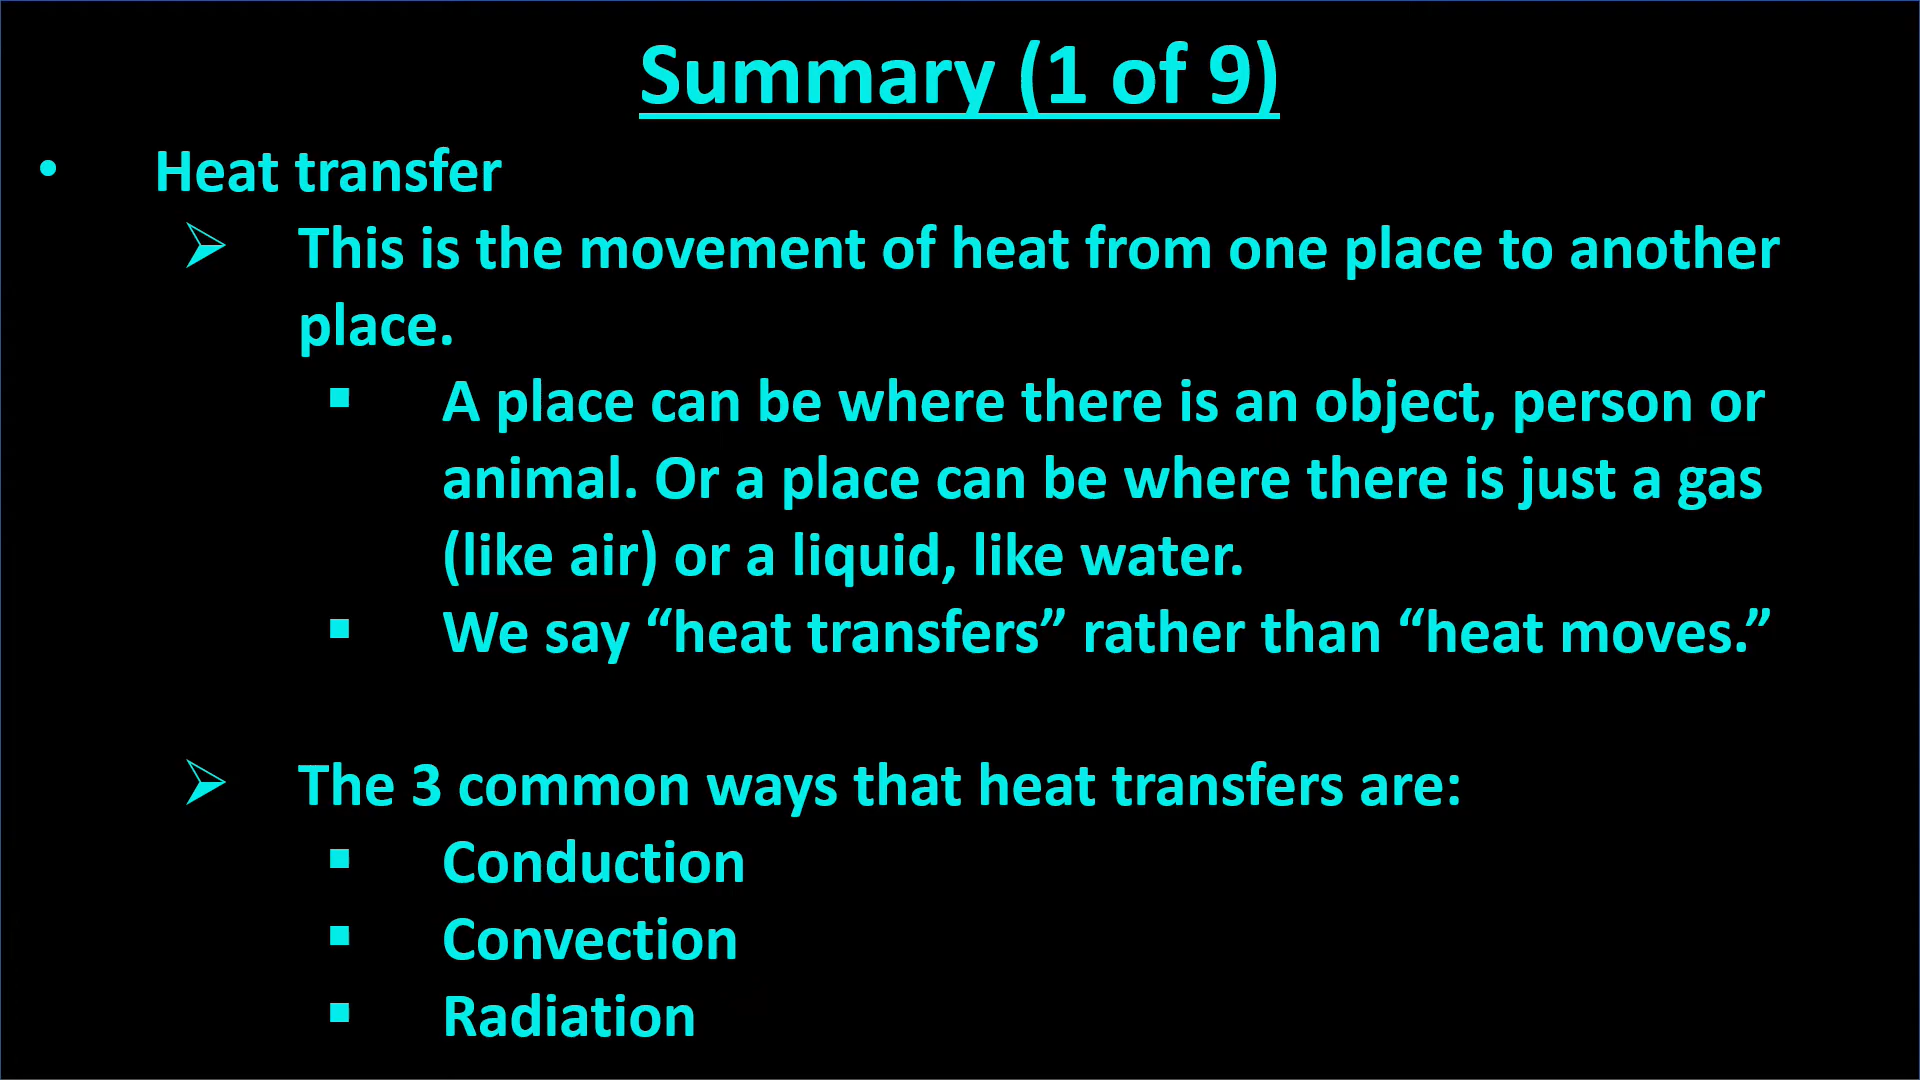 Summary (1 of 9)
• Heat transfer
➢ This is the movement of heat from one place to another
place.
▪ A place can be where there is an object, person or
animal. Or a place can be where there is just a gas
(like air) or a liquid, like water.
▪ We say “heat transfers” rather than “heat moves.”
➢ The 3 common ways that heat transfers are:
▪ Conduction
▪ Convection
▪ Radiation